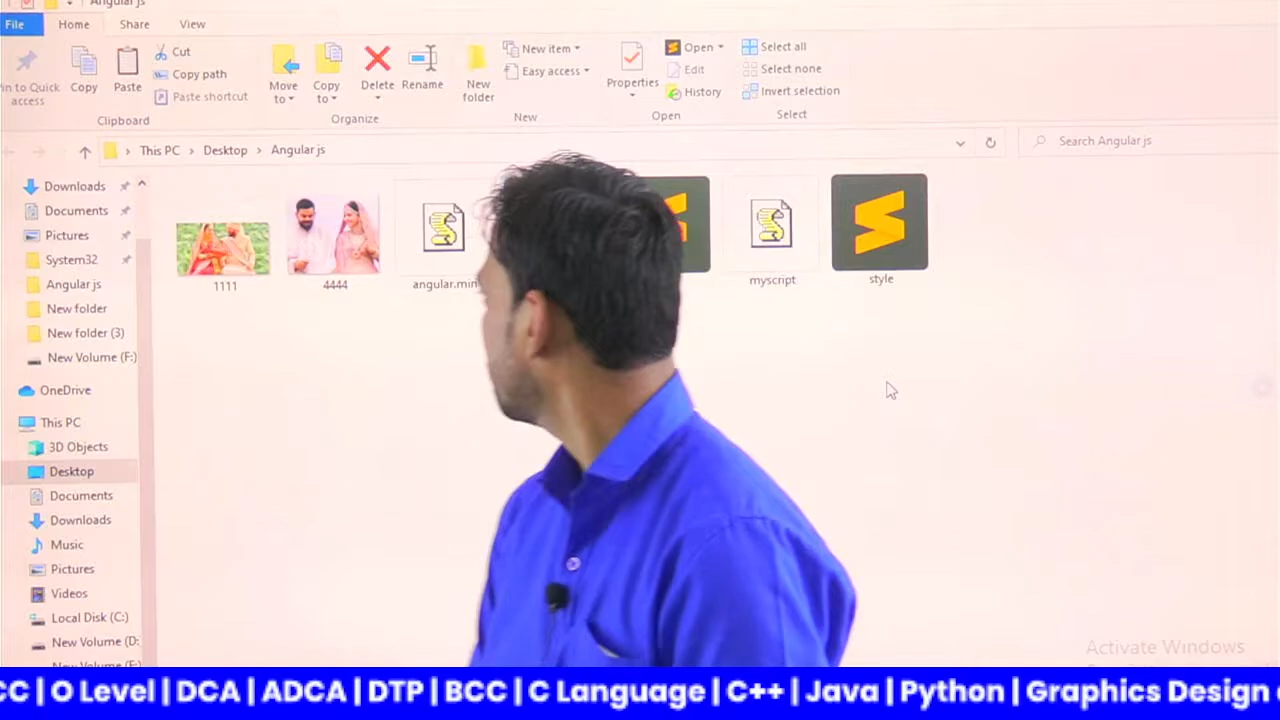 Angular js
File Home Share View
Cut
Copy path
Paste shortcut
Copy
Paste
access
Clipboard
Move to
Copy to
Delete
Rename
Organize
New folder
New item
Easy access
New
Properties
Open
Edit
History
Open
Select all
Select none
Invert selection
Select
This PC > Desktop > Angular js
Search Angular js
Downloads
Documents
Pictures
System32
Angular js
New folder
New folder (3)
New Volume (F:)
OneDrive
This PC
3D Objects
Desktop
Documents
Downloads
Music
Pictures
Videos
Local Disk (C:)
New Volume (D:
New Volume (E:
1111
4444
angular.min
myscript
style
Activate Windows
CC | O Level | DCA | ADCA | DTP | BCC | C Language | C++ | Java | Python | Graphics Design